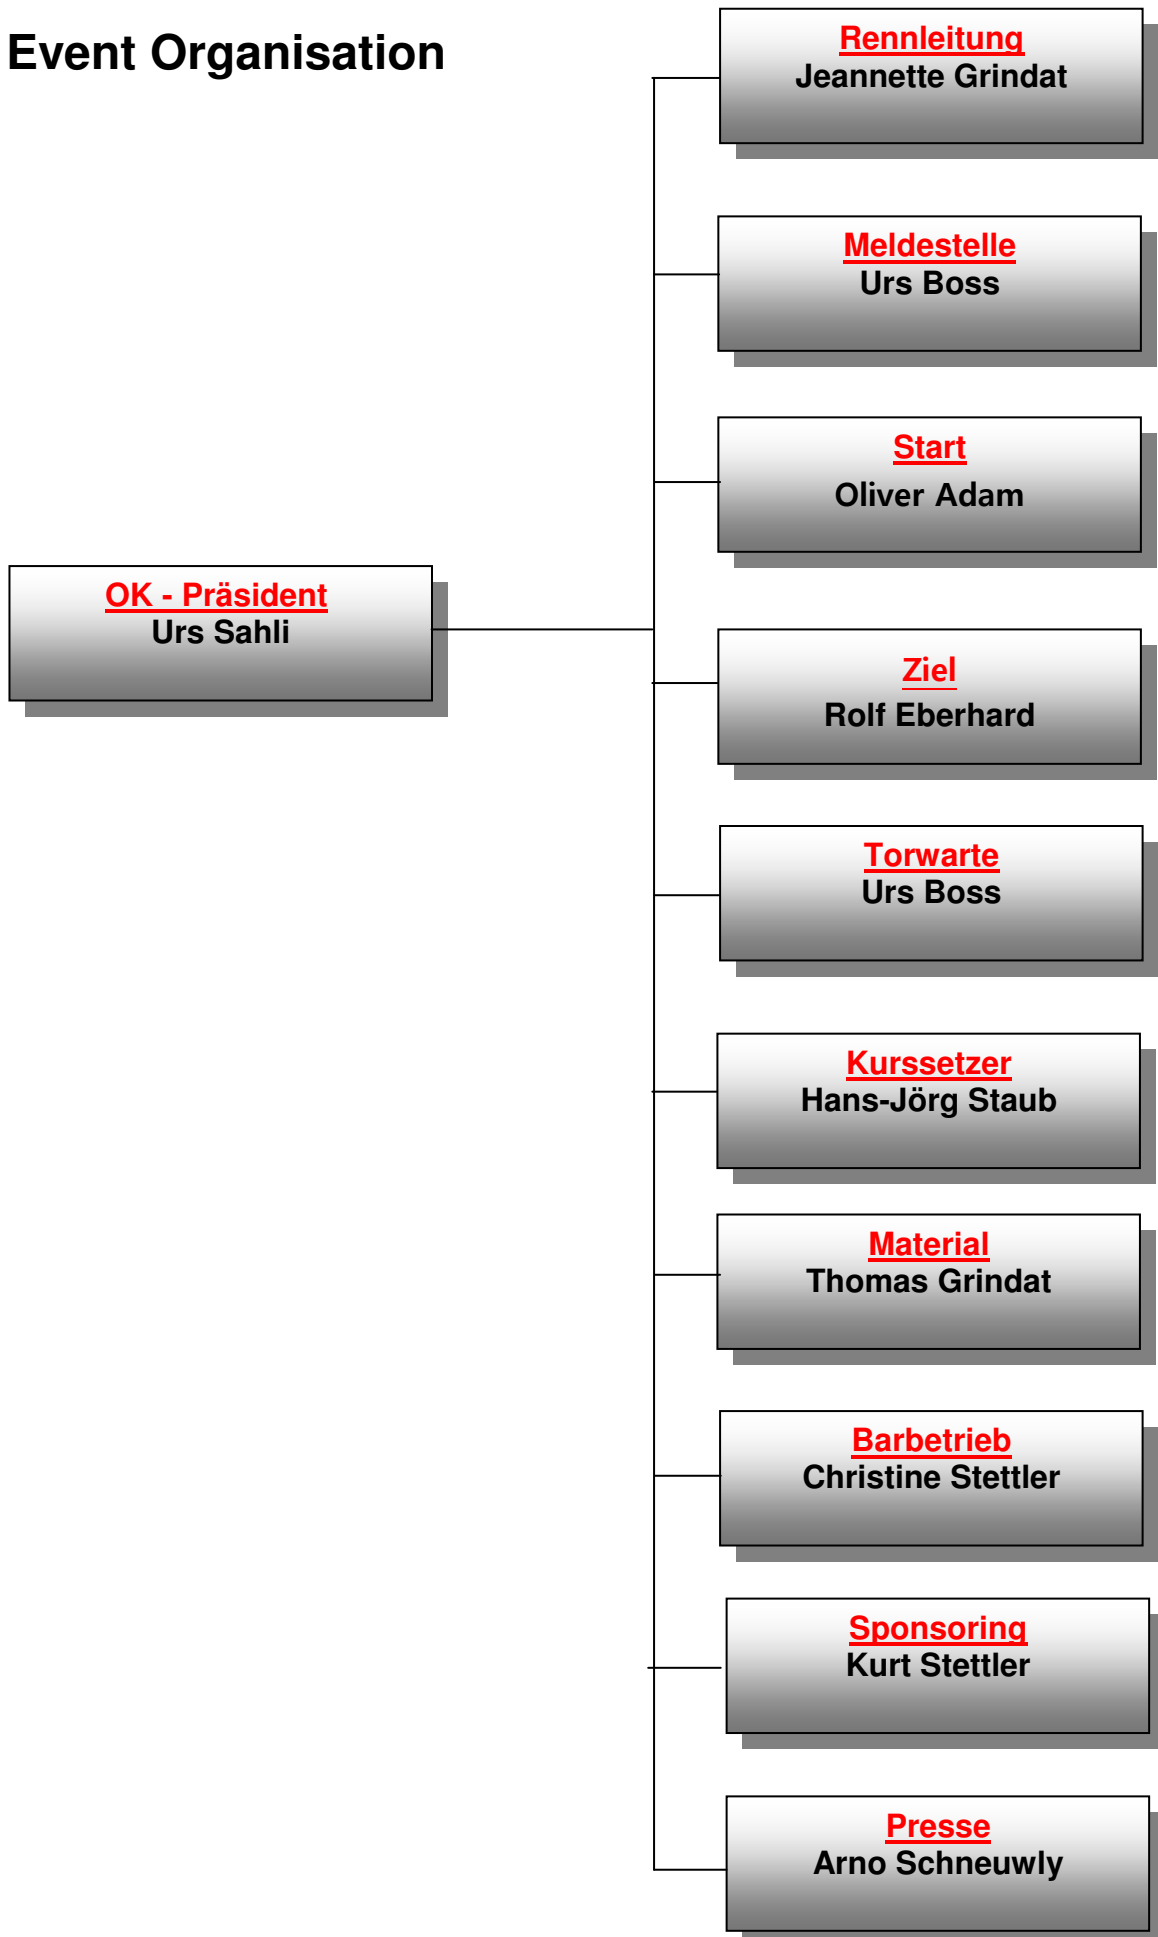 Event Organisation
Rennleitung
Jeannette Grindat
Meldestelle
Urs Boss
Start
Oliver Adam
OK - Präsident
Urs Sahli
Ziel
Rolf Eberhard
Torwarte
Urs Boss
Kurssetzer
Hans-Jörg Staub
Material
Thomas Grindat
Barbetrieb
Christine Stettler
Sponsoring
Kurt Stettler
Presse
Arno Schneuwly